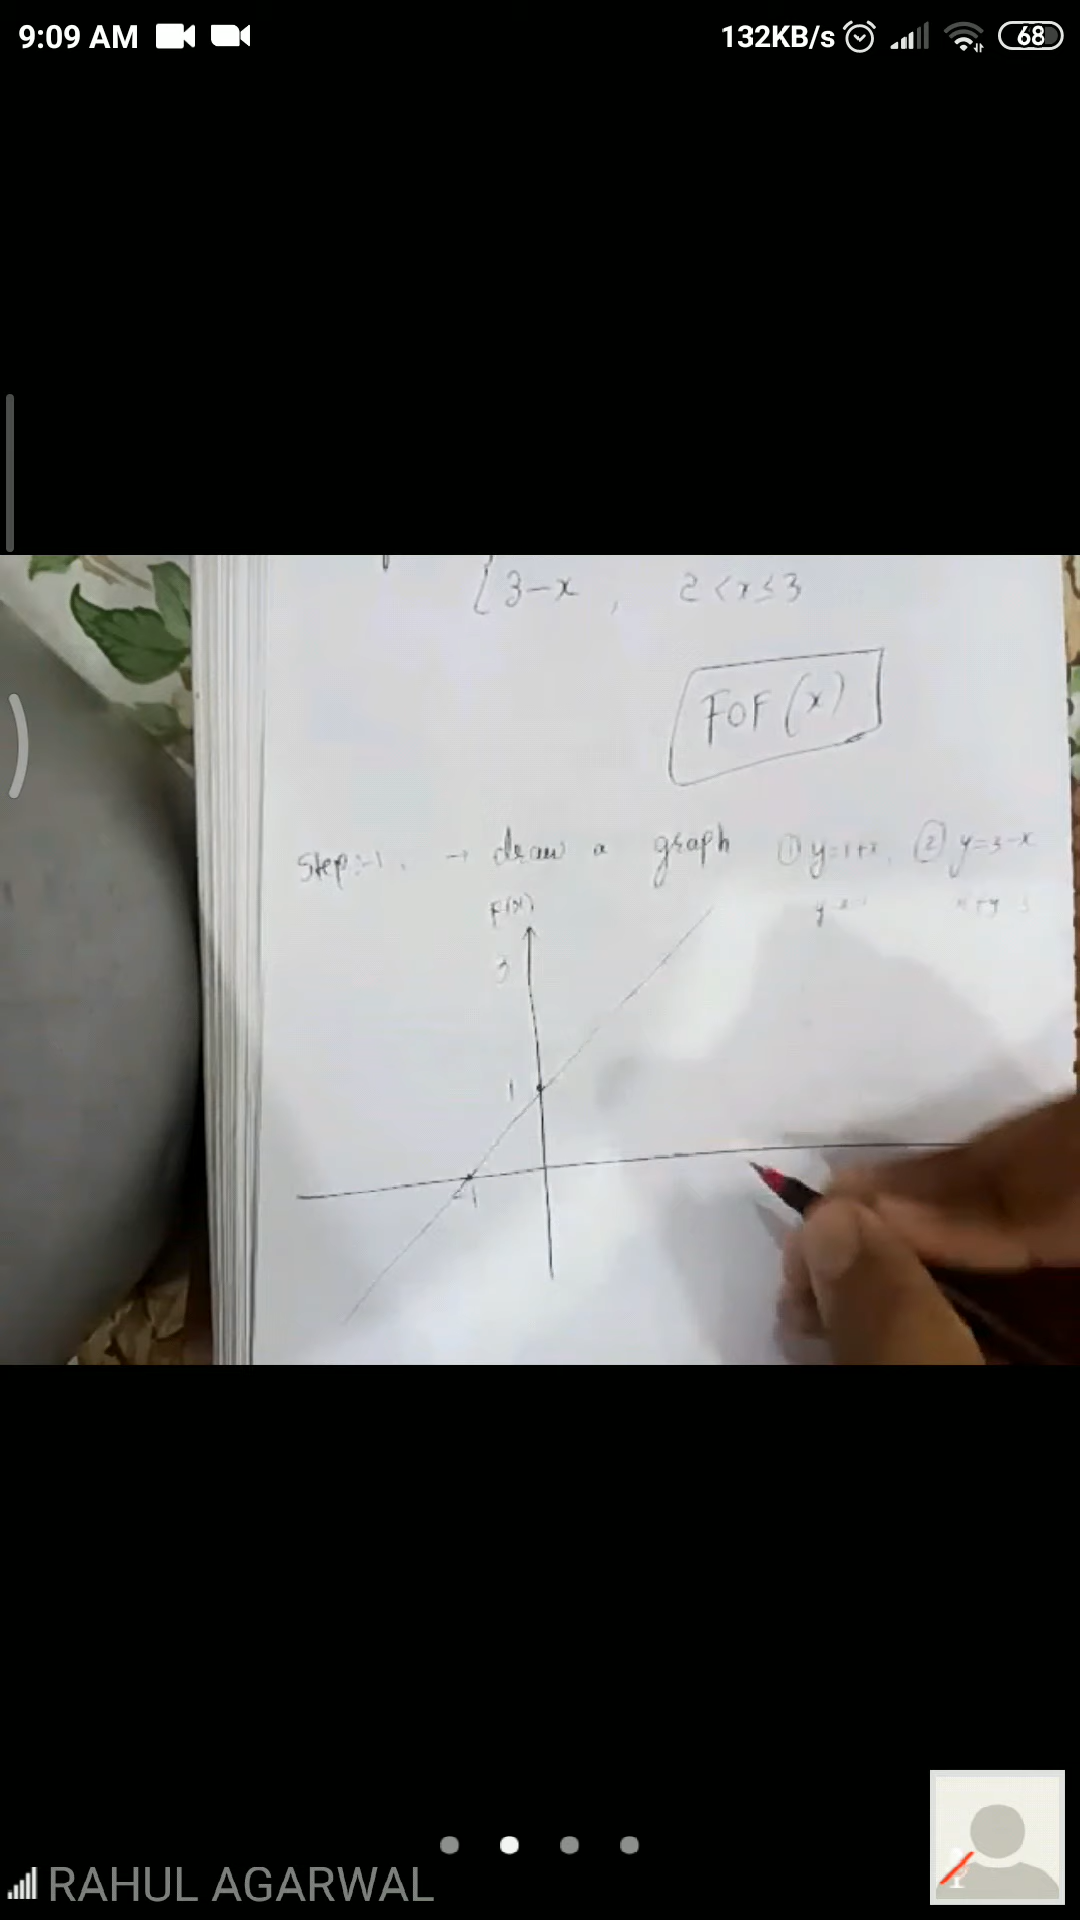 9:09 AM 132KB/s 68
{ 3-x , 2<x≤3
FOF(x)
Step:-1. → draw a graph ① y=1+x, ② y=3-x
F(x)
3
1
-1
RAHUL AGARWAL